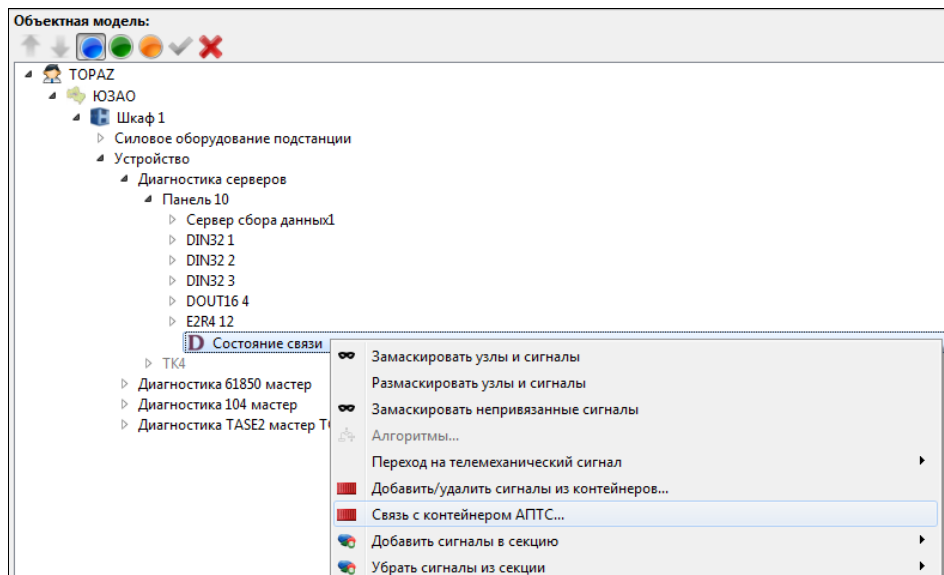 Объектная модель:
TOPAZ
ЮЗАО
Шкаф 1
Силовое оборудование подстанции
Устройство
Диагностика серверов
Панель 10
Сервер сбора данных1
DIN32 1
DIN32 2
DIN32 3
DOUT16 4
E2R4 12
D Состояние связи
ТК4
Диагностика 61850 мастер
Диагностика 104 мастер
Диагностика TASE2 мастер
Замаскировать узлы и сигналы
Размаскировать узлы и сигналы
Замаскировать непривязанные сигналы
Алгоритмы...
Переход на телемеханический сигнал
Добавить/удалить сигналы из контейнеров...
Связь с контейнером АПТС...
Добавить сигналы в секцию
Убрать сигналы из секции